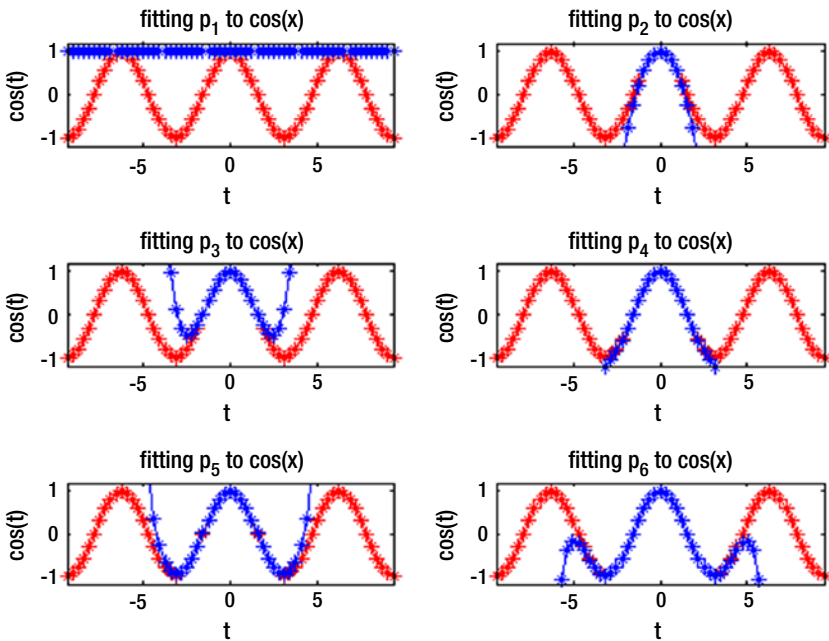 fitting p1 to cos(x)
fitting p2 to cos(x)
1
0
-1
cos(t)
-5
0
5
t
1
0
-1
cos(t)
-5
0
5
t
fitting p3 to cos(x)
fitting p4 to cos(x)
1
0
-1
cos(t)
-5
0
5
t
1
0
-1
cos(t)
-5
0
5
t
fitting p5 to cos(x)
fitting p6 to cos(x)
1
0
-1
cos(t)
-5
0
5
t
1
0
-1
cos(t)
-5
0
5
t